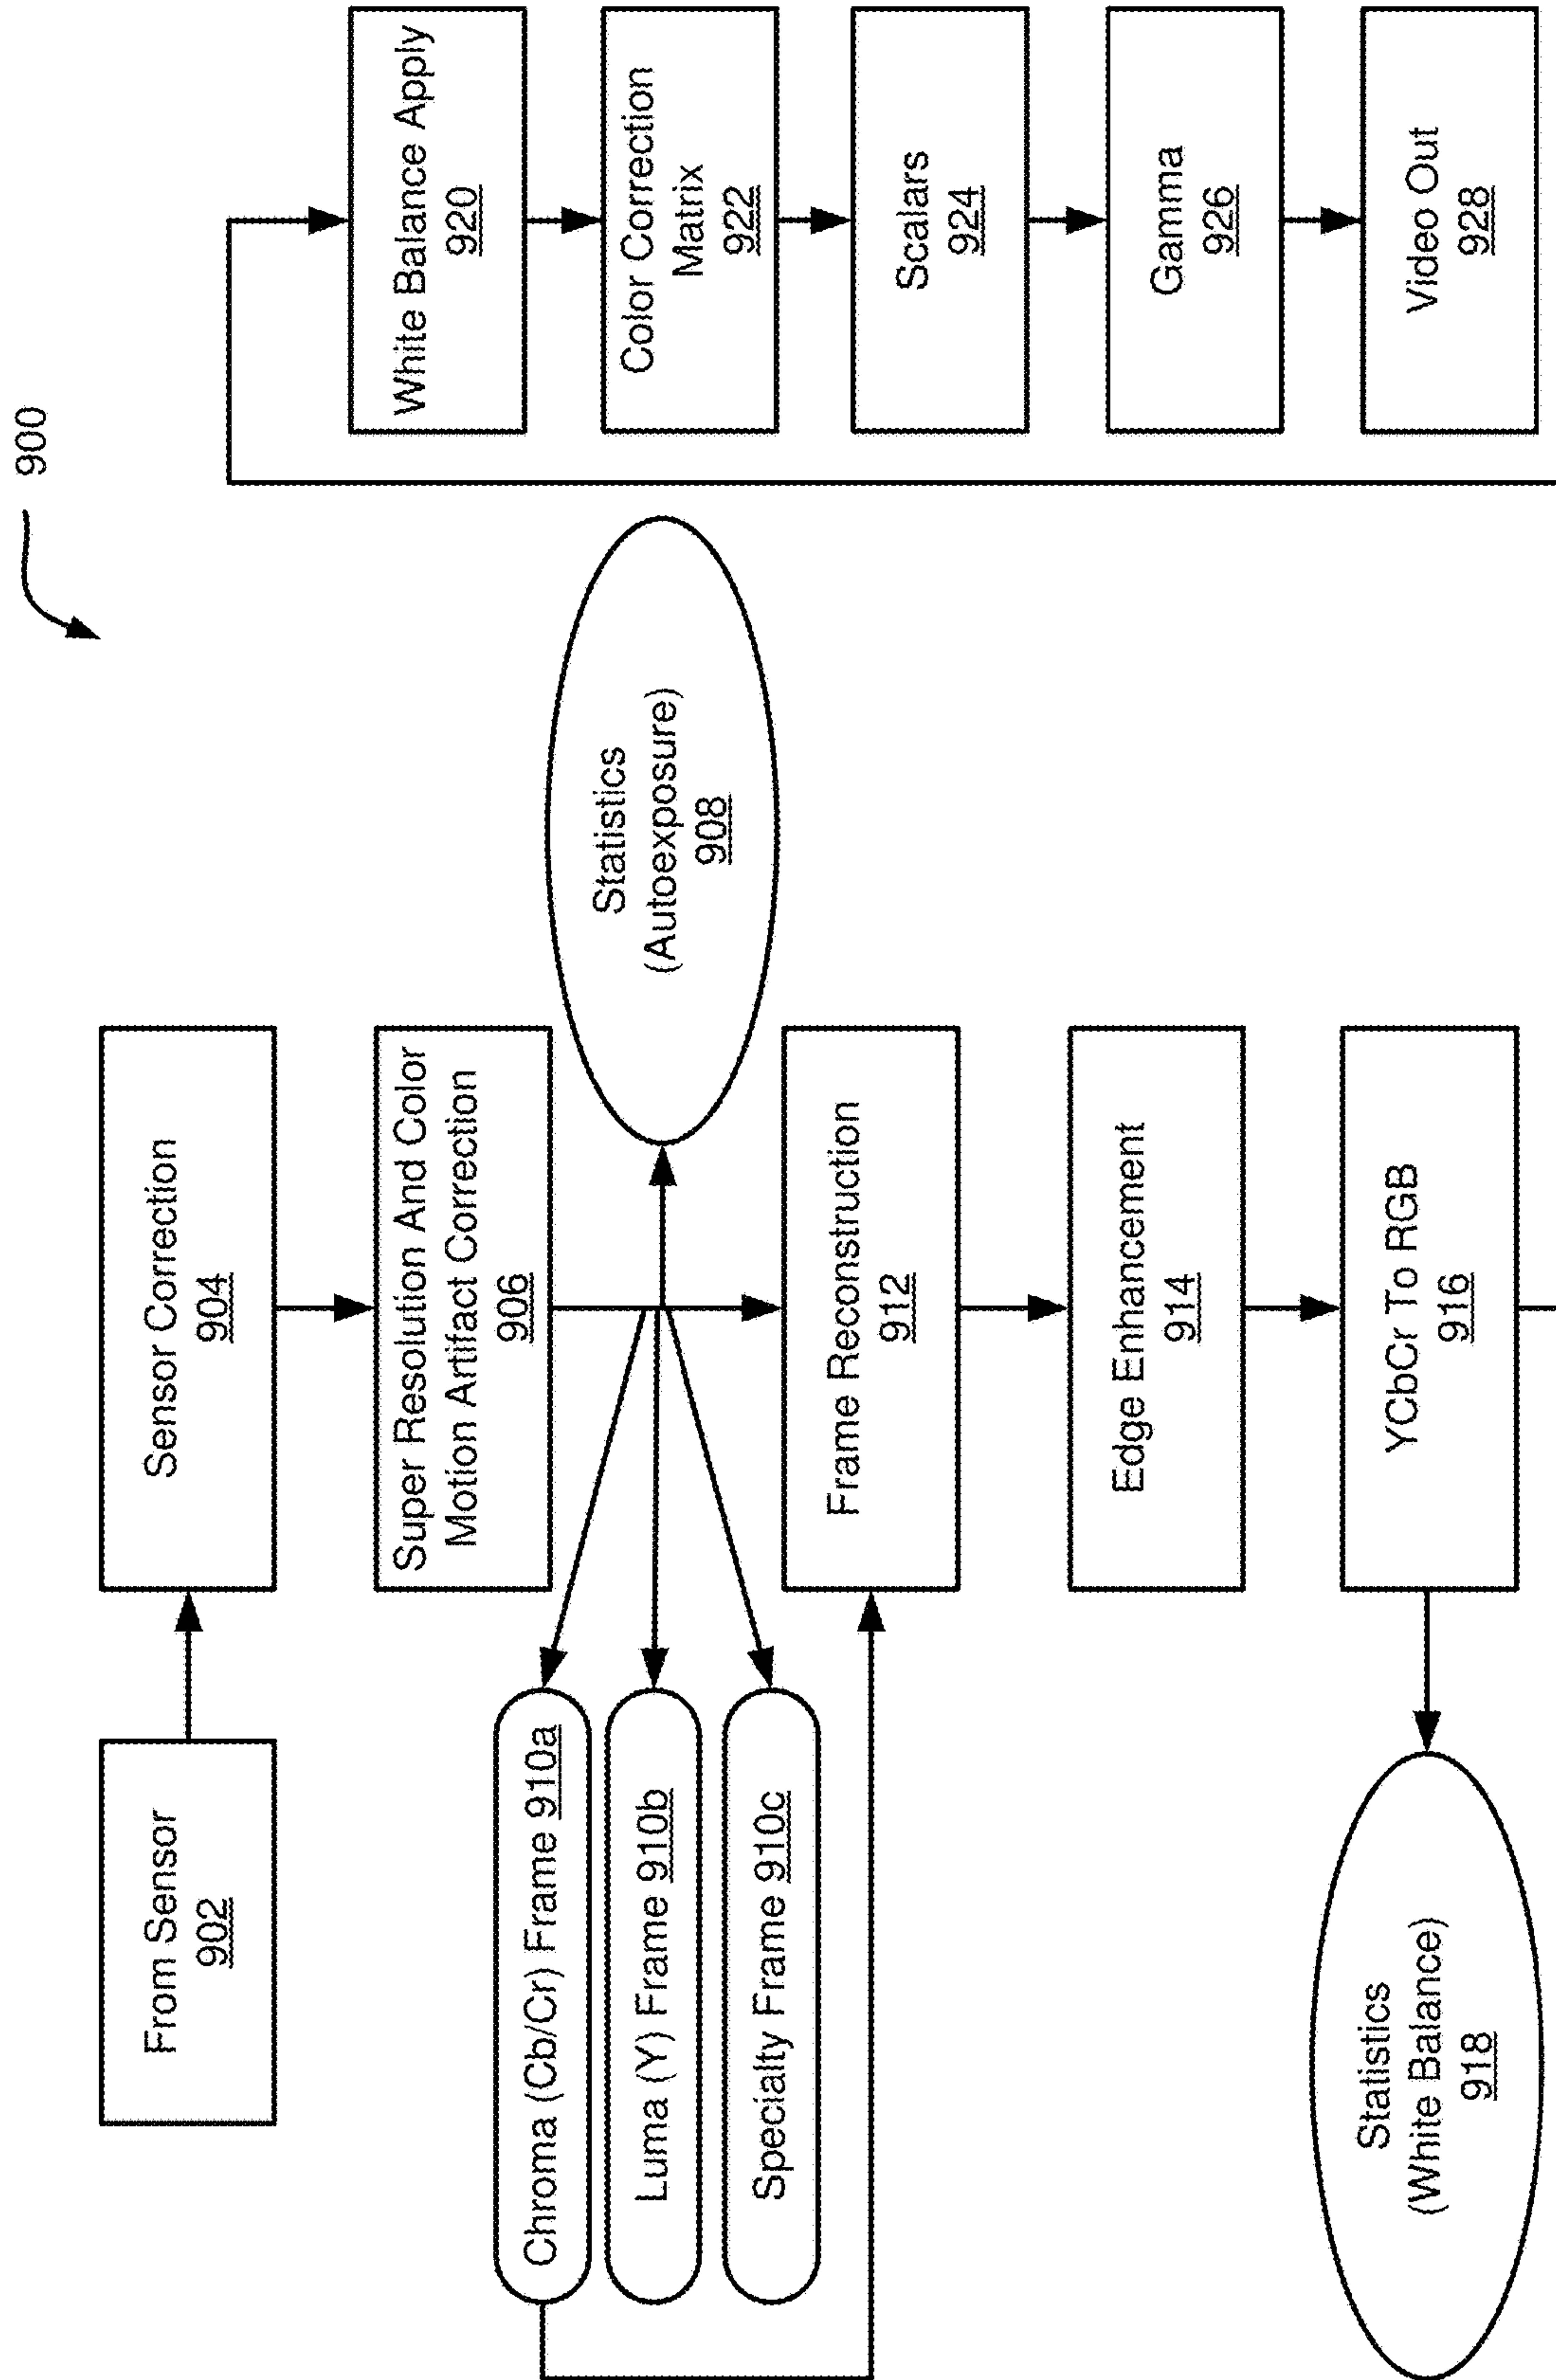 900
From Sensor
902
Sensor Correction
904
Super Resolution And Color
Motion Artifact Correction
906
Statistics
(Autoexposure)
908
Chroma (Cb/Cr) Frame 910a
Luma (Y) Frame 910b
Specialty Frame 910c
Frame Reconstruction
912
Edge Enhancement
914
YCbCr To RGB
916
Statistics
(White Balance)
918
White Balance Apply
920
Color Correction
Matrix
922
Scalars
924
Gamma
926
Video Out
928